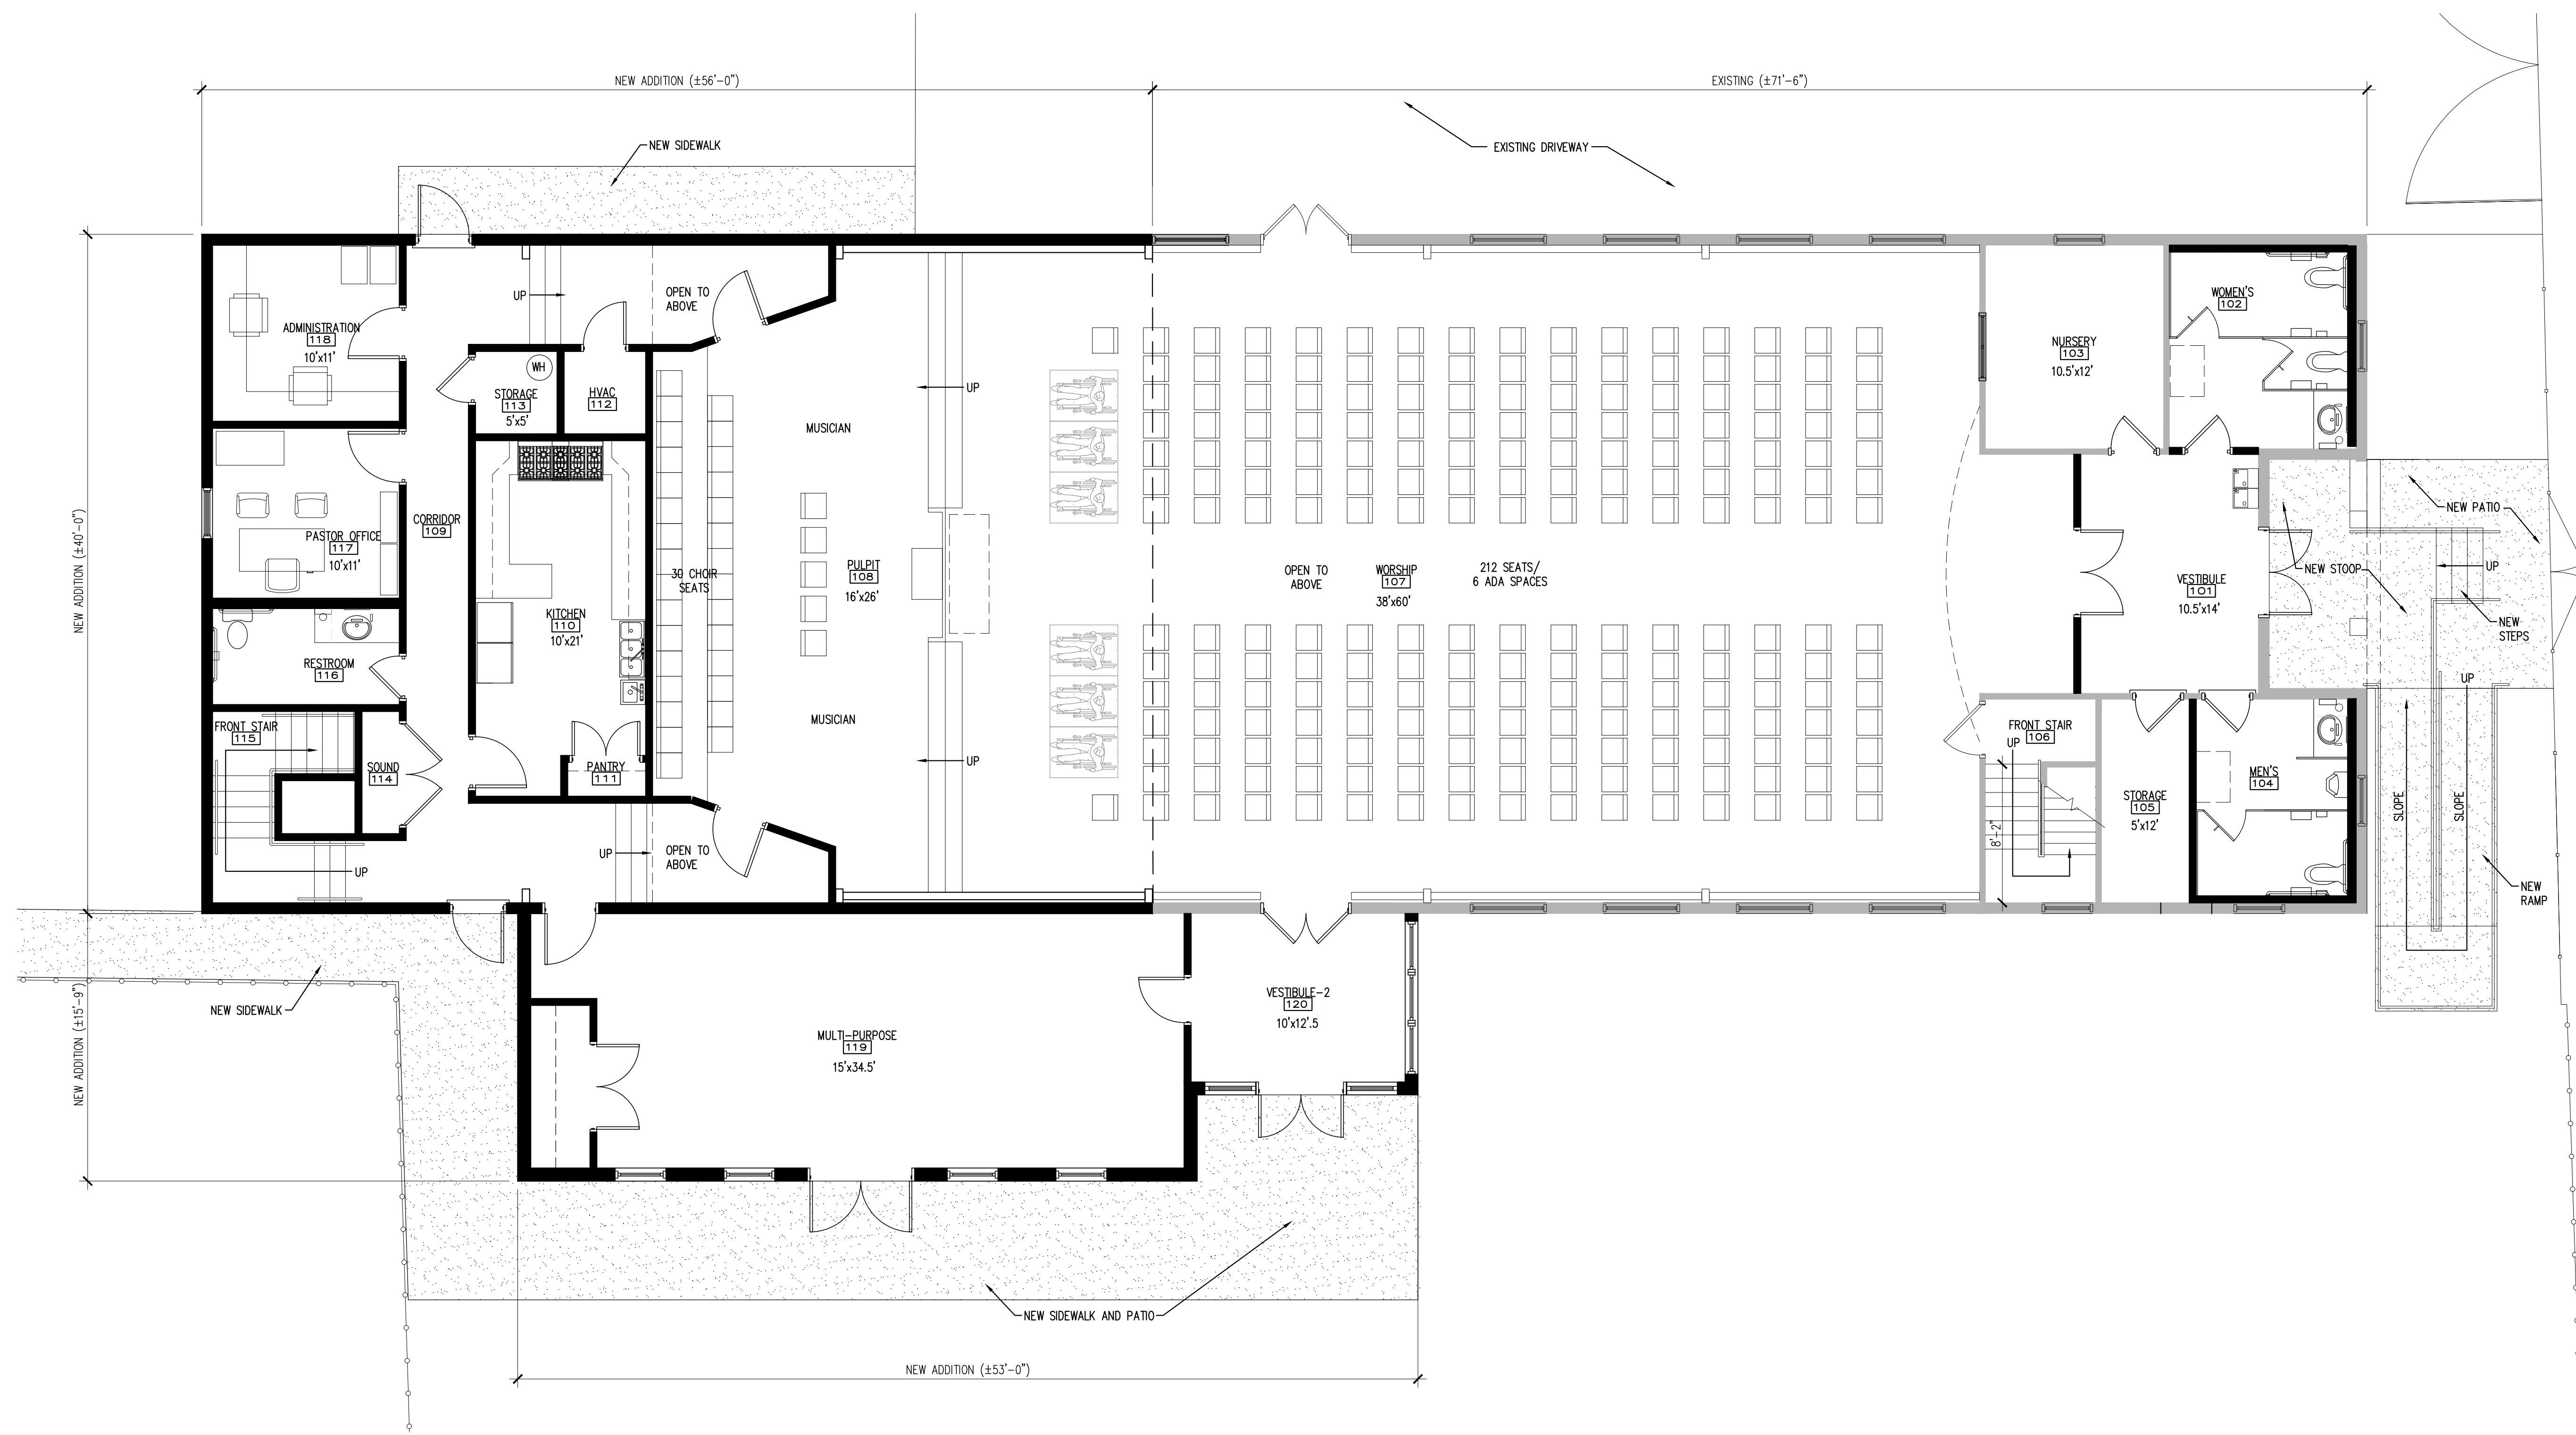 NEW ADDITION (±56'-0")
EXISTING (±71'-6")
NEW SIDEWALK
EXISTING DRIVEWAY
NEW ADDITION (±40'-0")
NEW ADDITION (±15'-9")
ADMINISTRATION
118
10'x11'
UP
OPEN TO
ABOVE
STORAGE
113
5'x5'
WH
HVAC
112
PASTOR OFFICE
117
10'x11'
CORRIDOR
109
KITCHEN
110
10'x21'
30 CHOIR
SEATS
RESTROOM
116
FRONT STAIR
115
UP
SOUND
114
PANTRY
111
UP
OPEN TO
ABOVE
MUSICIAN
PULPIT
108
16'x26'
MUSICIAN
UP
UP
OPEN TO
ABOVE
WORSHIP
107
38'x60'
212 SEATS/
6 ADA SPACES
NURSERY
103
10.5'x12'
WOMEN'S
102
VESTIBULE
101
10.5'x14'
FRONT STAIR
106
UP
8'-2"
STORAGE
105
5'x12'
MEN'S
104
NEW PATIO
NEW STOOP
UP
NEW
STEPS
UP
SLOPE
SLOPE
NEW
RAMP
NEW SIDEWALK
MULTI-PURPOSE
119
15'x34.5'
VESTIBULE-2
120
10'x12'.5
NEW SIDEWALK AND PATIO
NEW ADDITION (±53'-0")